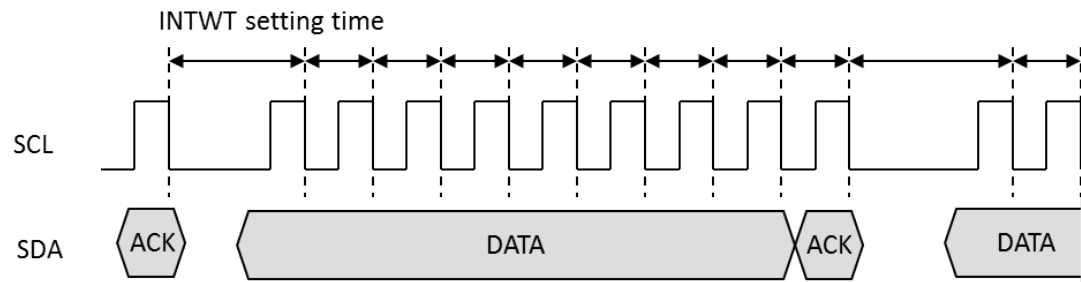 INTWT setting time
SCL
SDA
ACK
DATA
ACK
DATA